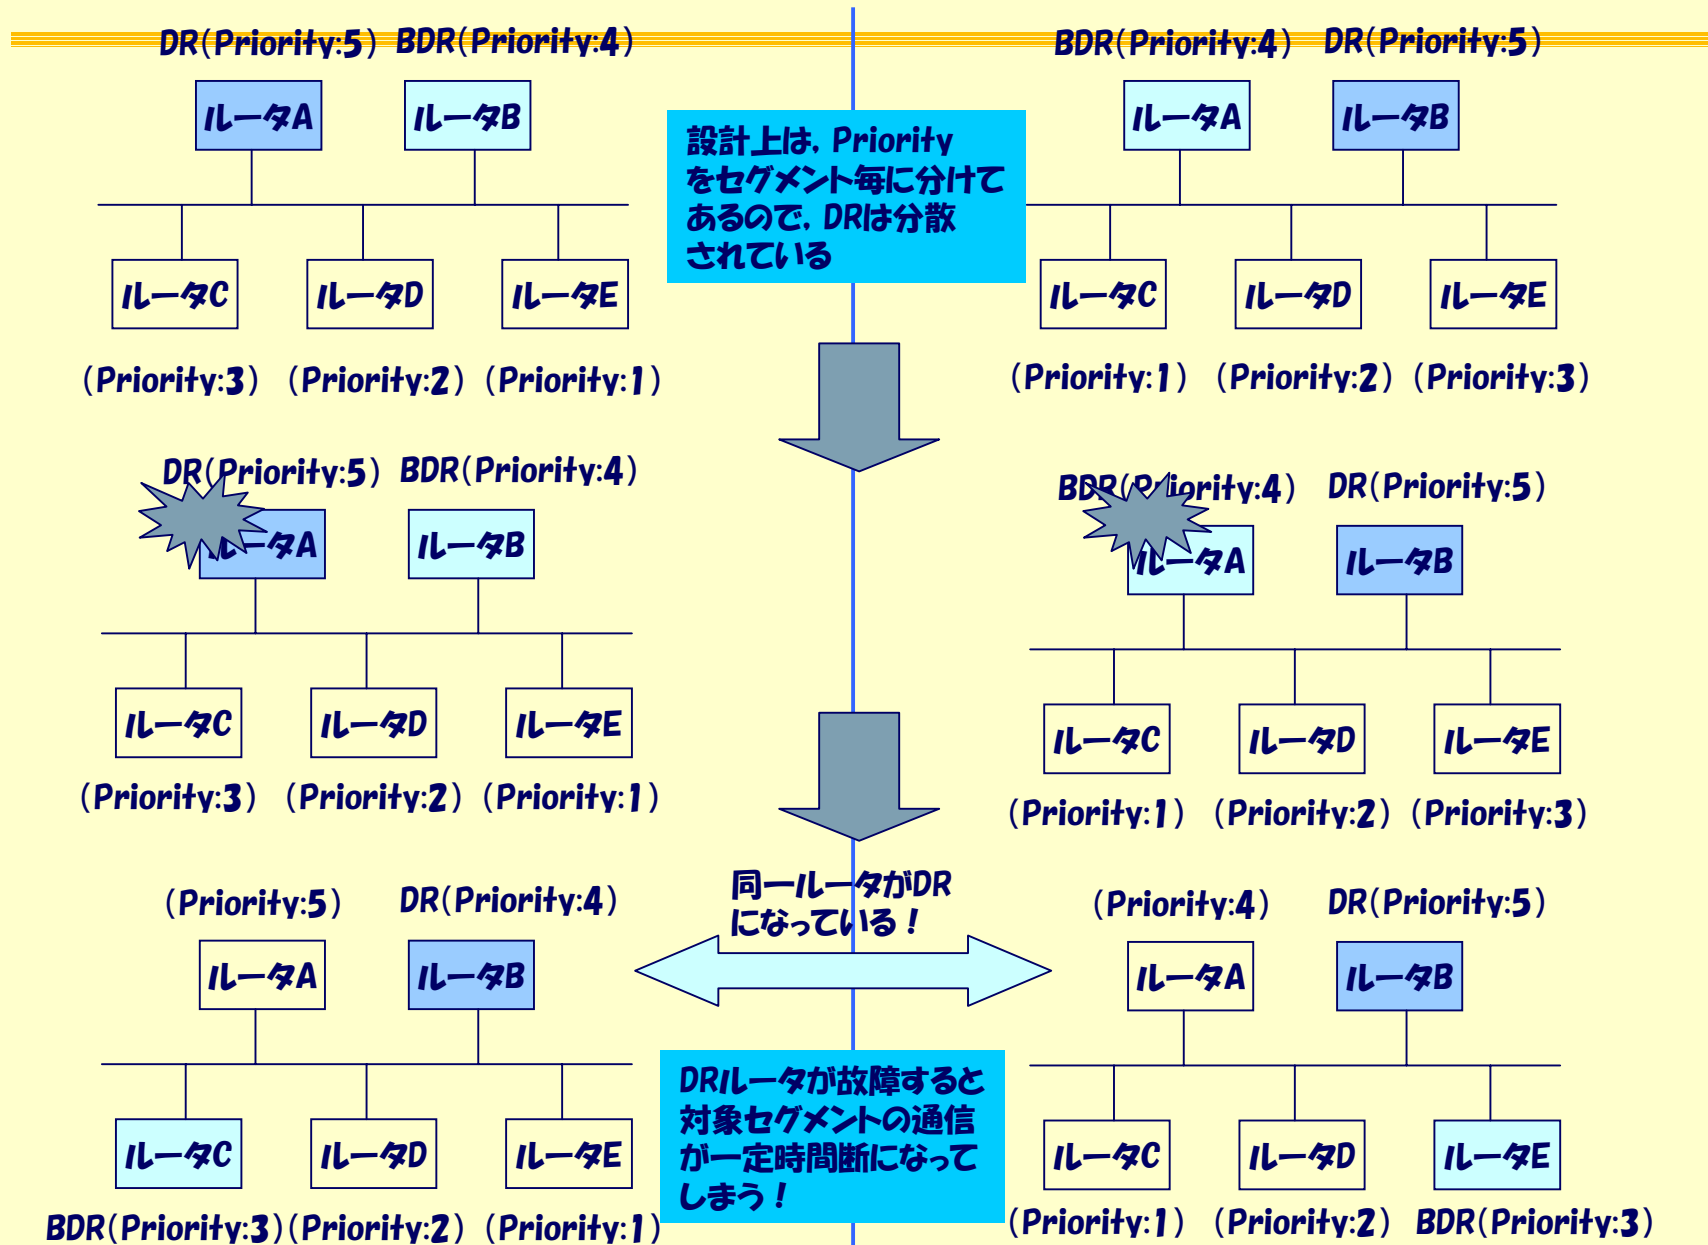 DR(Priority:5) BDR(Priority:4)
BDR(Priority:4) DR(Priority:5)
ルータA ルータB
ルータA ルータB
設計上は, Priority
をセグメント毎に分けて
あるので, DRは分散
されている
ルータC ルータD ルータE
ルータC ルータD ルータE
(Priority:3) (Priority:2) (Priority:1)
(Priority:1) (Priority:2) (Priority:3)
DR(Priority:5) BDR(Priority:4)
BDR(Priority:4) DR(Priority:5)
ルータA ルータB
ルータA ルータB
ルータC ルータD ルータE
ルータC ルータD ルータE
(Priority:3) (Priority:2) (Priority:1)
(Priority:1) (Priority:2) (Priority:3)
同一ルータがDR
になっている!
(Priority:5) DR(Priority:4)
(Priority:4) DR(Priority:5)
ルータA ルータB
ルータA ルータB
DRルータが故障すると
対象セグメントの通信
が一定時間断になって
しまう!
ルータC ルータD ルータE
ルータC ルータD ルータE
BDR(Priority:3) (Priority:2) (Priority:1)
(Priority:1) (Priority:2) BDR(Priority:3)